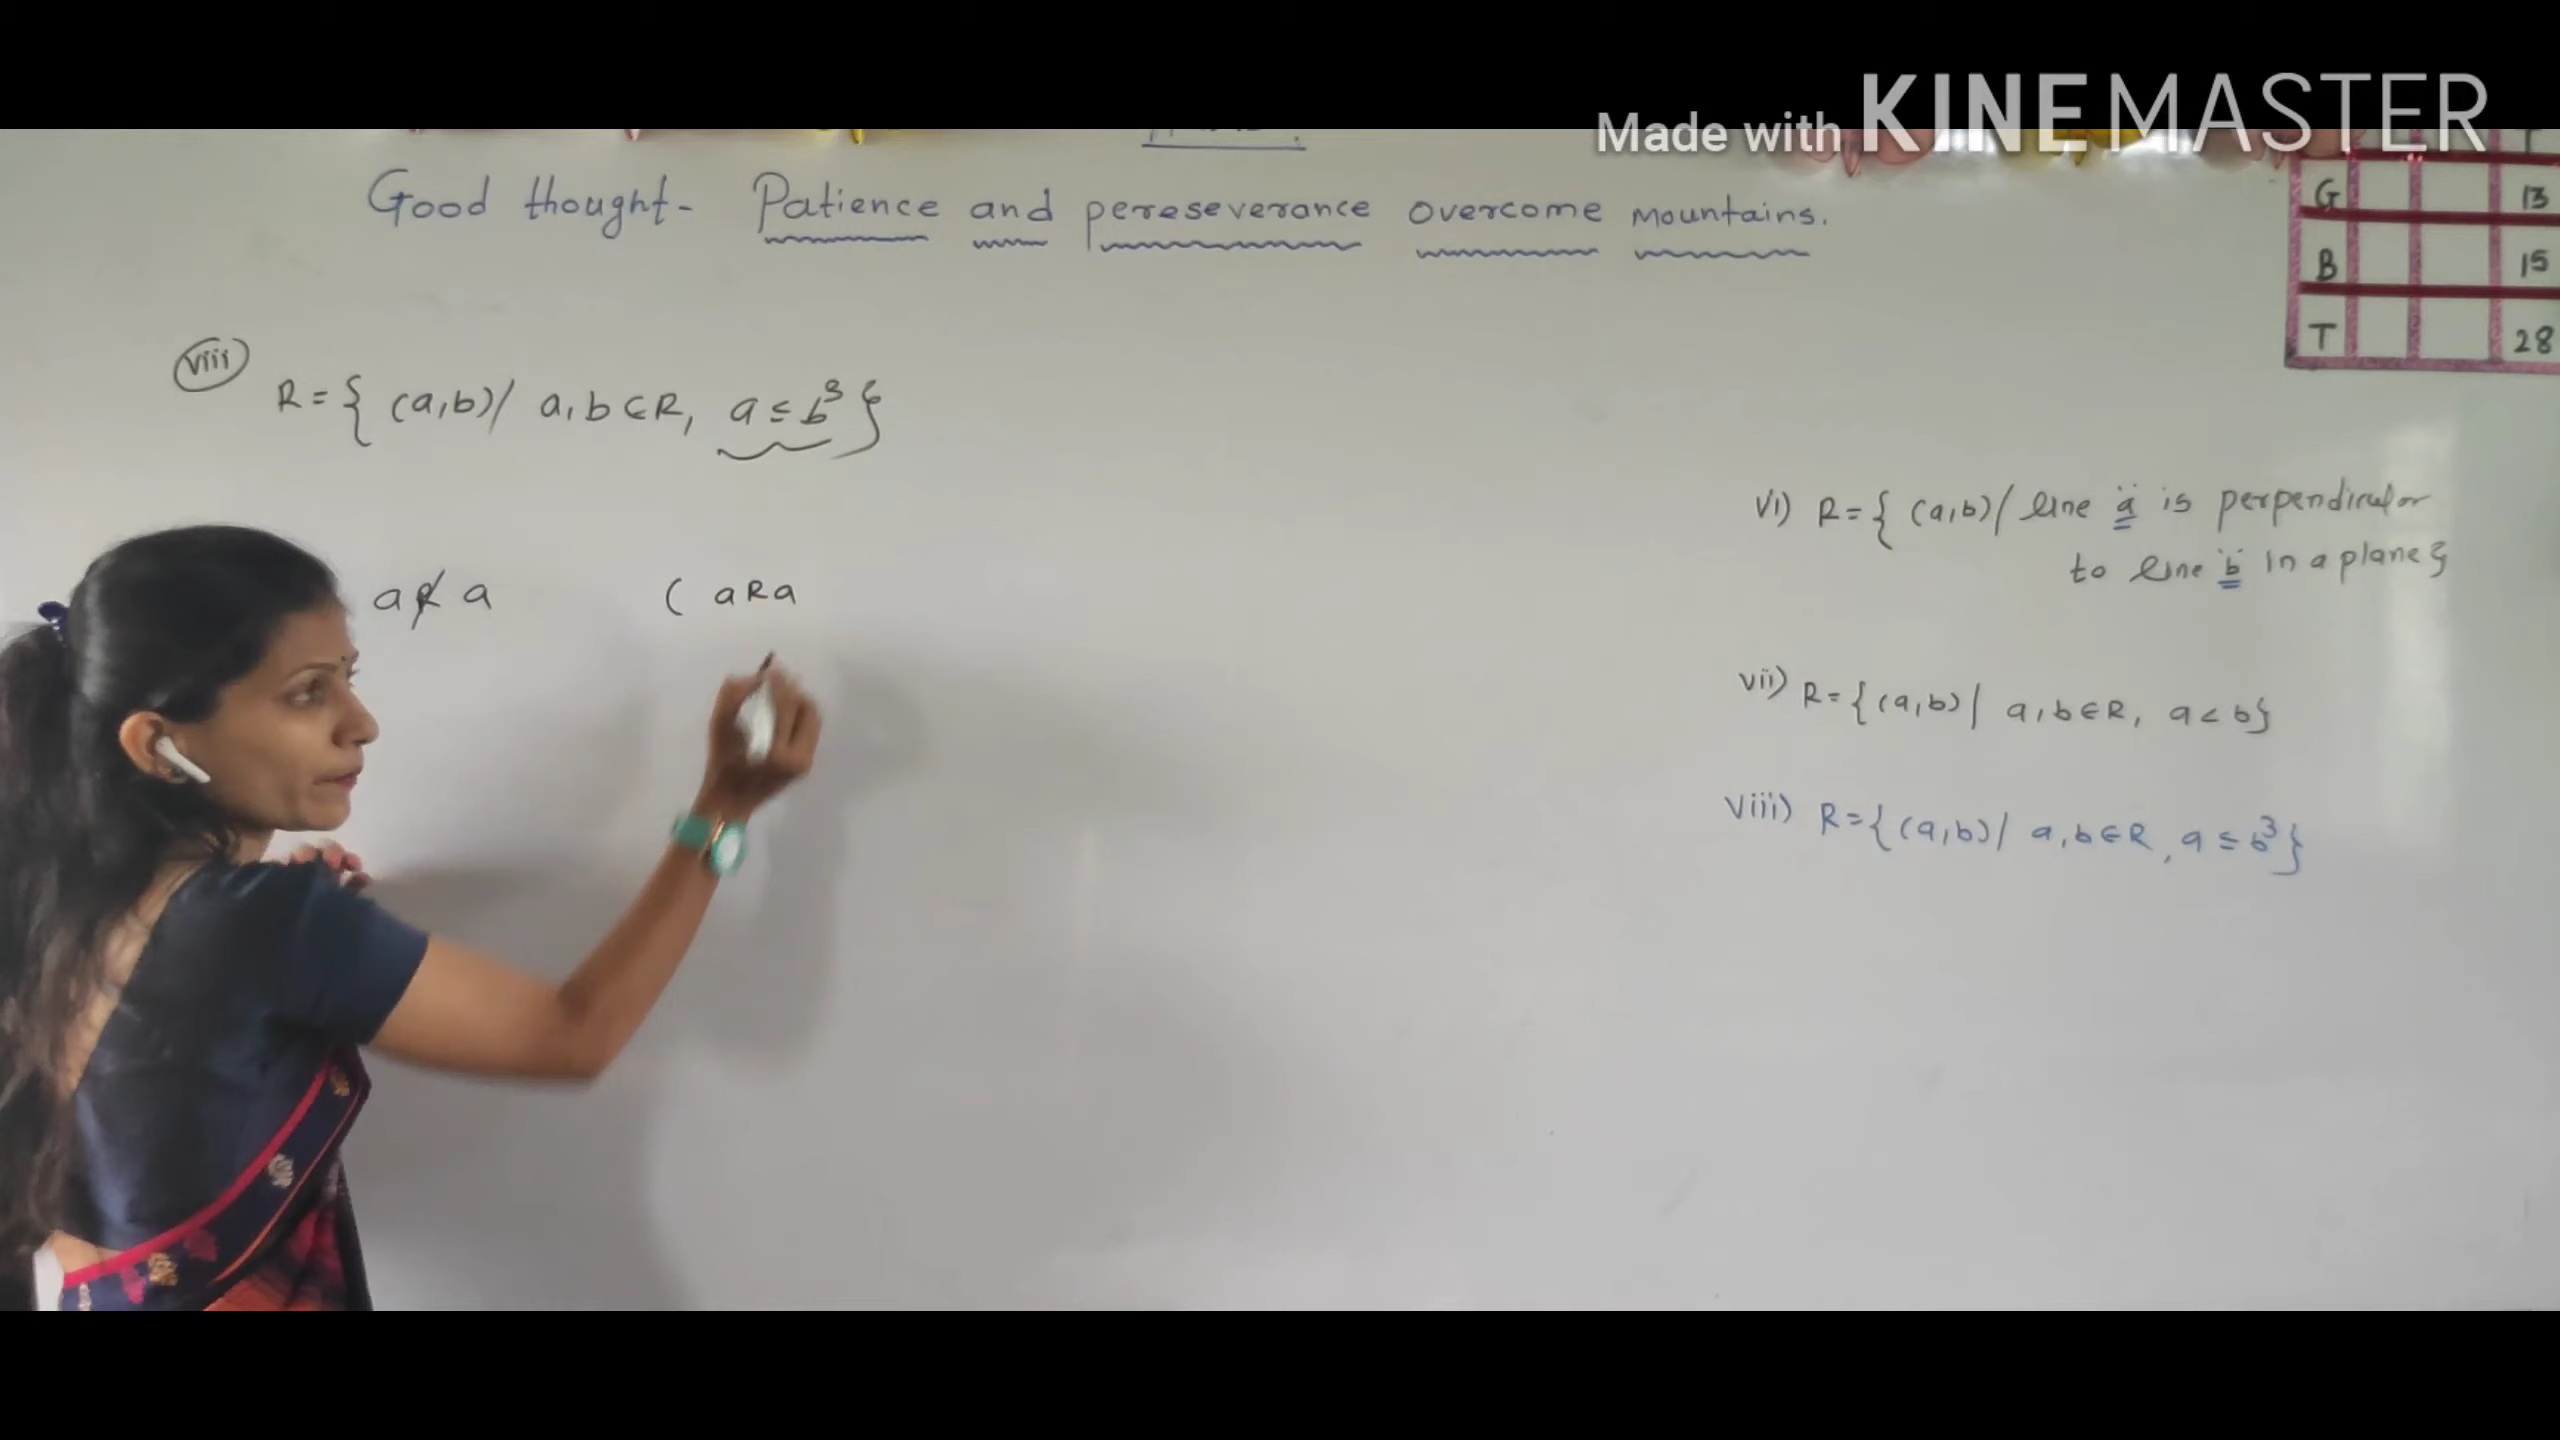 Made with KINEMASTER
Good thought- Patience and pereseverance overcome mountains.
G 13
B 15
T 28
viii
R = { (a,b) / a, b ∈ R, a ≤ b³ }
a R̸ a ( a R a
vi) R = { (a,b) / line "a" is perpendicular
to line "b" in a plane }
vii) R = { (a,b) | a, b ∈ R, a < b }
viii) R = { (a,b) / a, b ∈ R, a ≤ b³ }